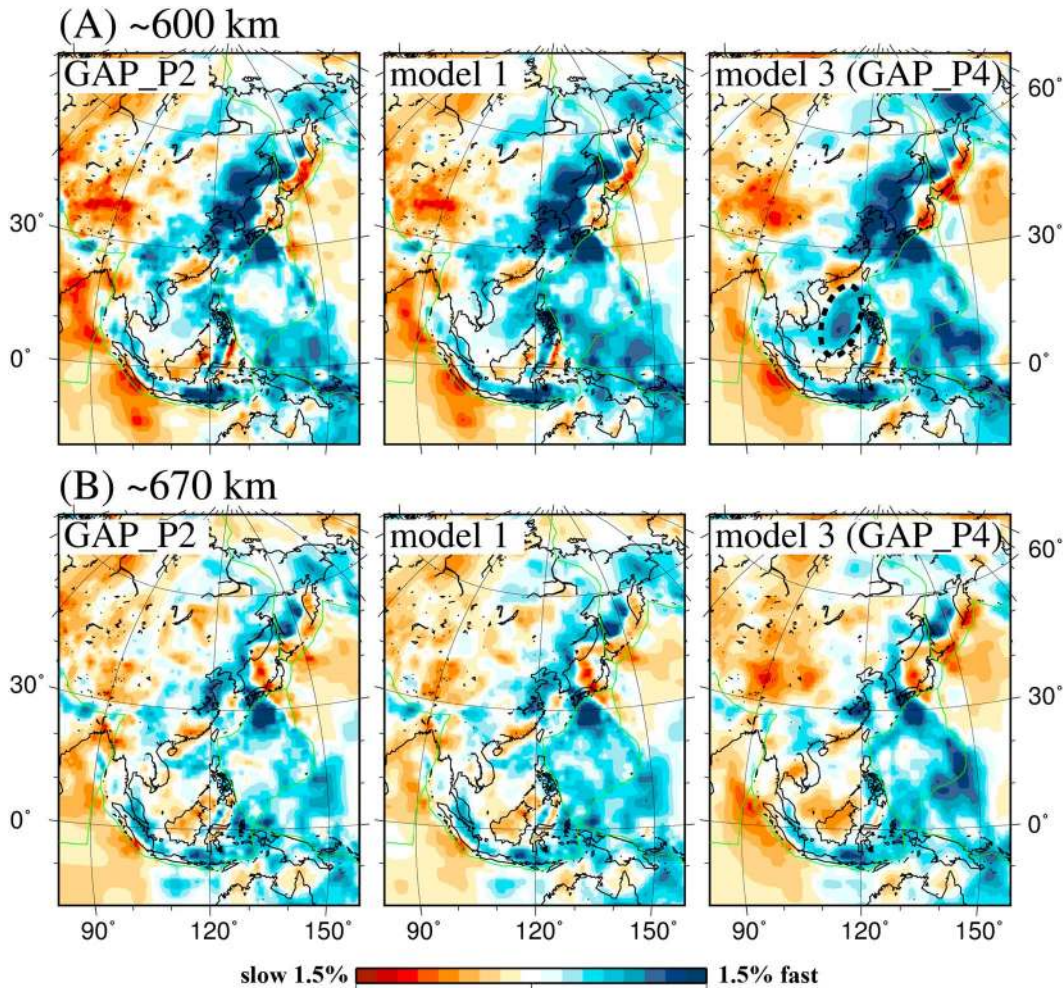 (A) ~600 km
GAP_P2 model 1 model 3 (GAP_P4)
60°
30° 30°
0° 0°
(B) ~670 km
GAP_P2 model 1 model 3 (GAP_P4)
60°
30° 30°
0° 0°
90° 120° 150° 90° 120° 150° 90° 120° 150°
slow 1.5% 1.5% fast